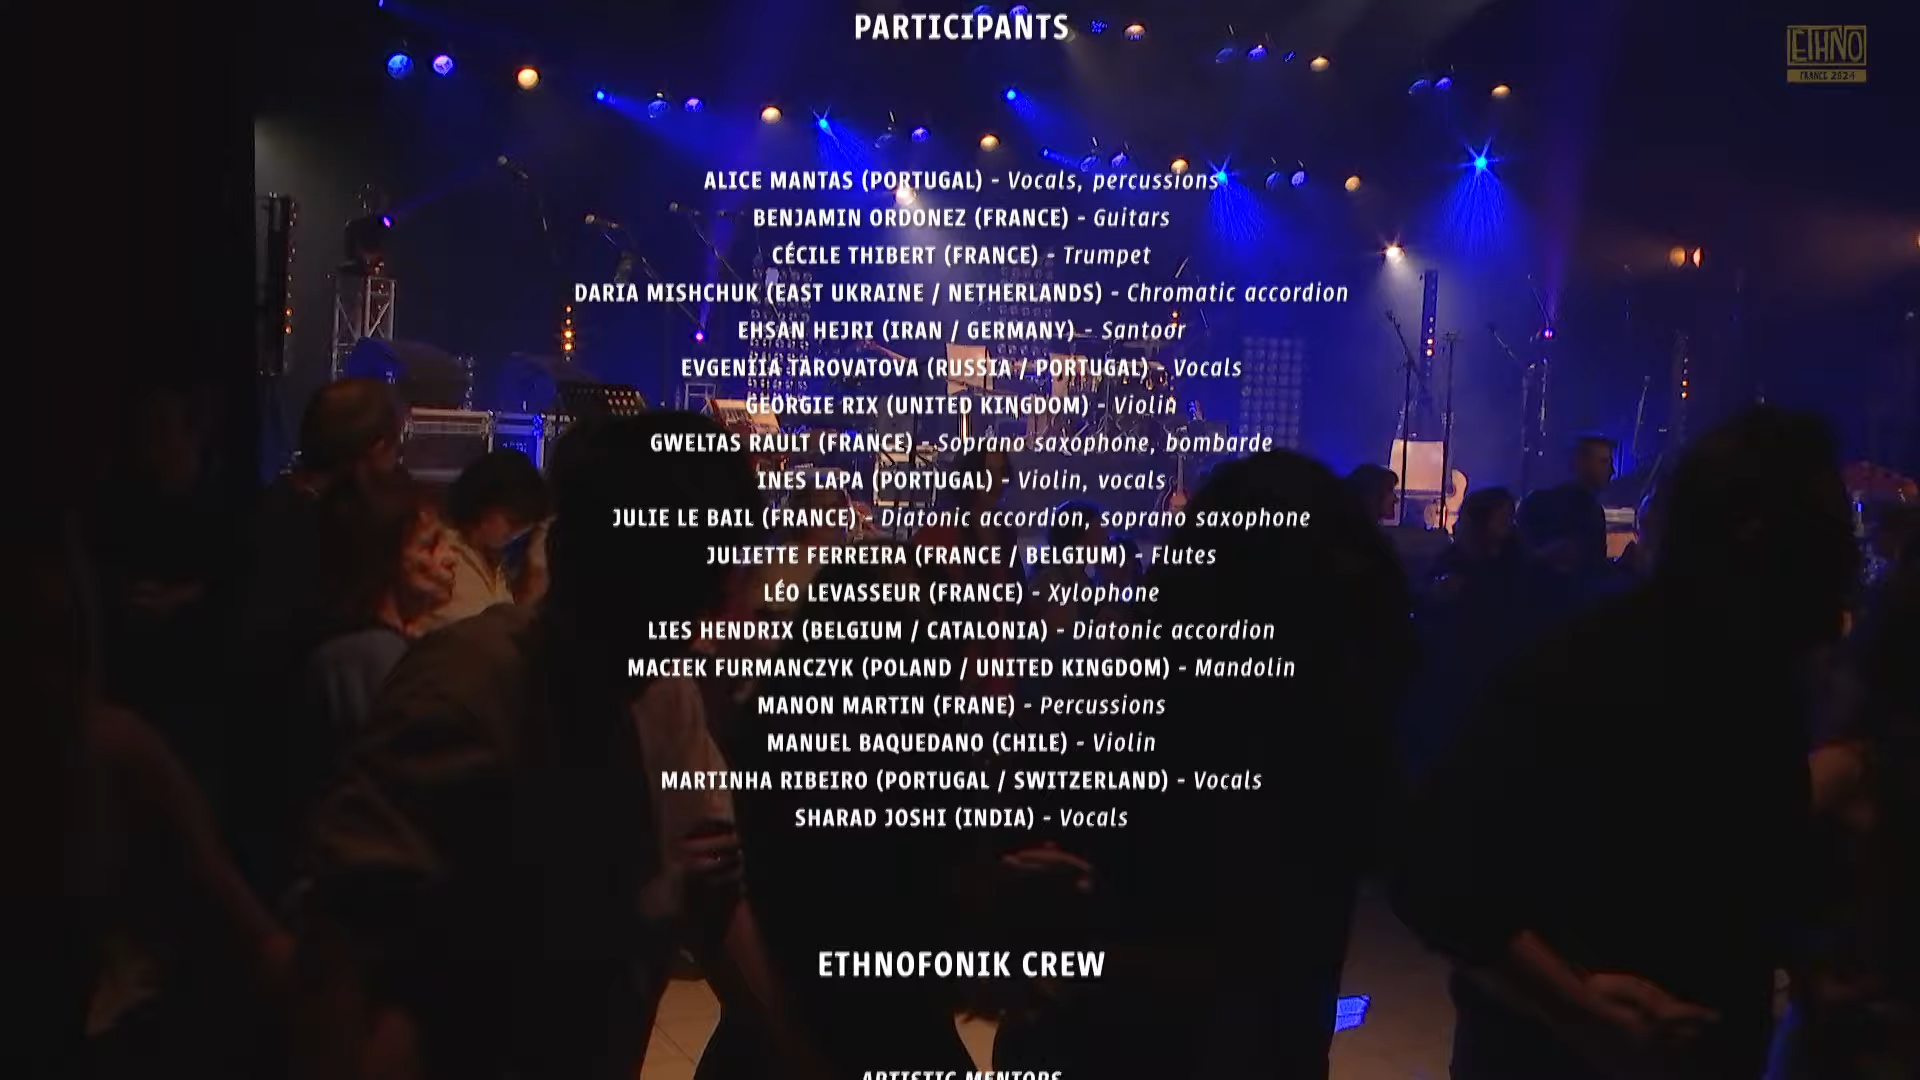 PARTICIPANTS
ETHNO
FRANCE 2024
ALICE MANTAS (PORTUGAL) - Vocals, percussions
BENJAMIN ORDONEZ (FRANCE) - Guitars
CÉCILE THIBERT (FRANCE) - Trumpet
DARIA MISHCHUK (EAST UKRAINE / NETHERLANDS) - Chromatic accordion
EHSAN HEJRI (IRAN / GERMANY) - Santoor
EVGENIIA TAROVATOVA (RUSSIA / PORTUGAL) - Vocals
GEORGIE RIX (UNITED KINGDOM) - Violin
GWELTAS RAULT (FRANCE) - Soprano saxophone, bombarde
INES LAPA (PORTUGAL) - Violin, vocals
JULIE LE BAIL (FRANCE) - Diatonic accordion, soprano saxophone
JULIETTE FERREIRA (FRANCE / BELGIUM) - Flutes
LÉO LEVASSEUR (FRANCE) - Xylophone
LIES HENDRIX (BELGIUM / CATALONIA) - Diatonic accordion
MACIEK FURMANCZYK (POLAND / UNITED KINGDOM) - Mandolin
MANON MARTIN (FRANE) - Percussions
MANUEL BAQUEDANO (CHILE) - Violin
MARTINHA RIBEIRO (PORTUGAL / SWITZERLAND) - Vocals
SHARAD JOSHI (INDIA) - Vocals
ETHNOFONIK CREW
ARTISTIC MENTORS